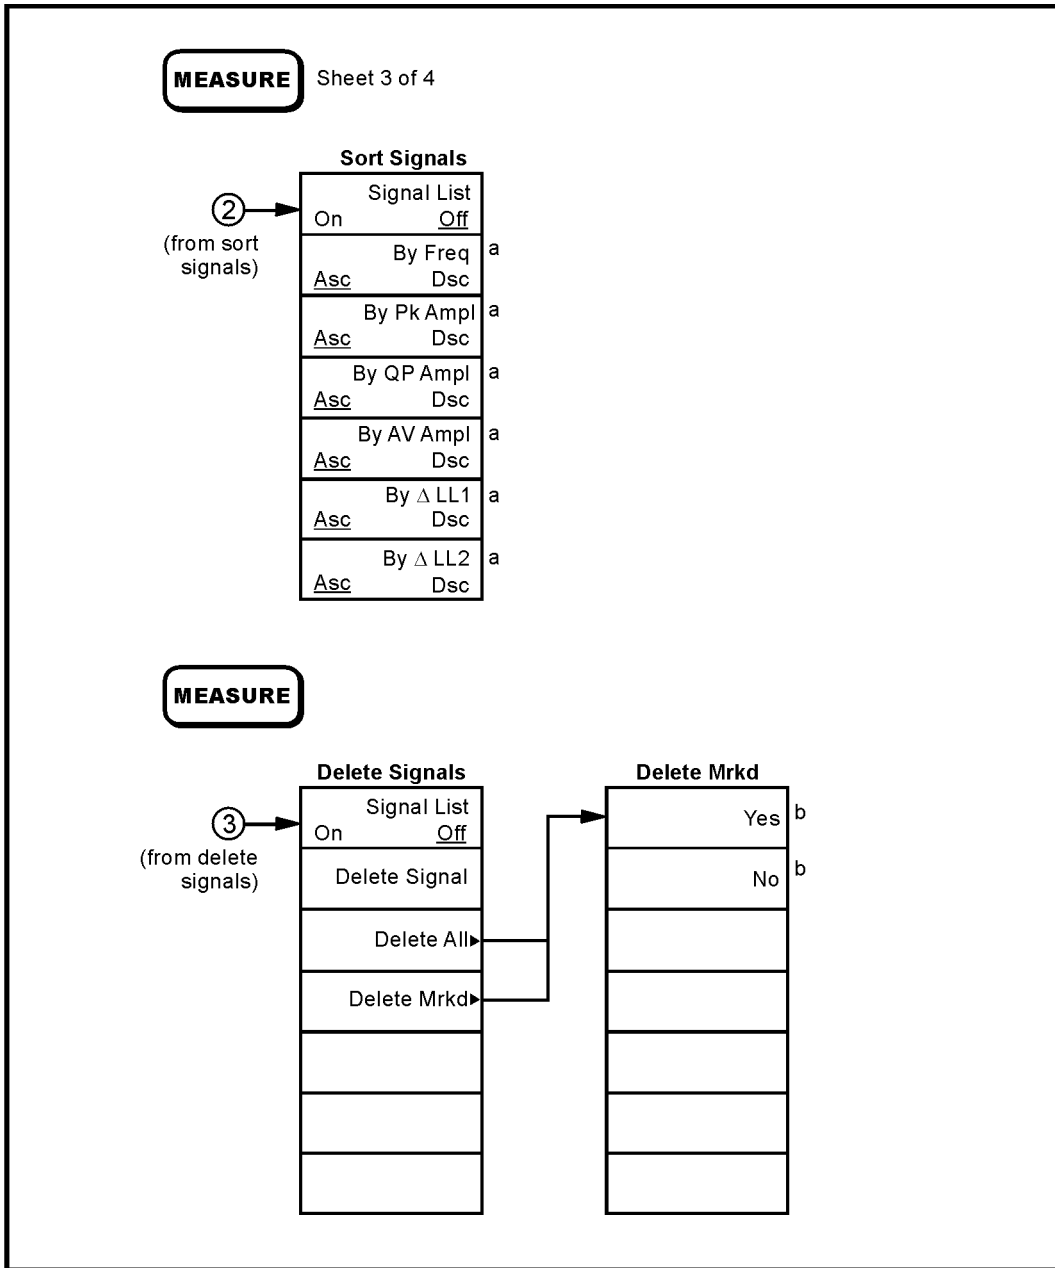 MEASURE Sheet 3 of 4
Sort Signals
2
(from sort
signals)
Signal List
On Off
By Freq a
Asc Dsc
By Pk Ampl a
Asc Dsc
By QP Ampl a
Asc Dsc
By AV Ampl a
Asc Dsc
By Δ LL1 a
Asc Dsc
By Δ LL2 a
Asc Dsc
MEASURE
Delete Signals
3
(from delete
signals)
Signal List
On Off
Delete Signal
Delete All
Delete Mrkd
Delete Mrkd
Yes b
No b